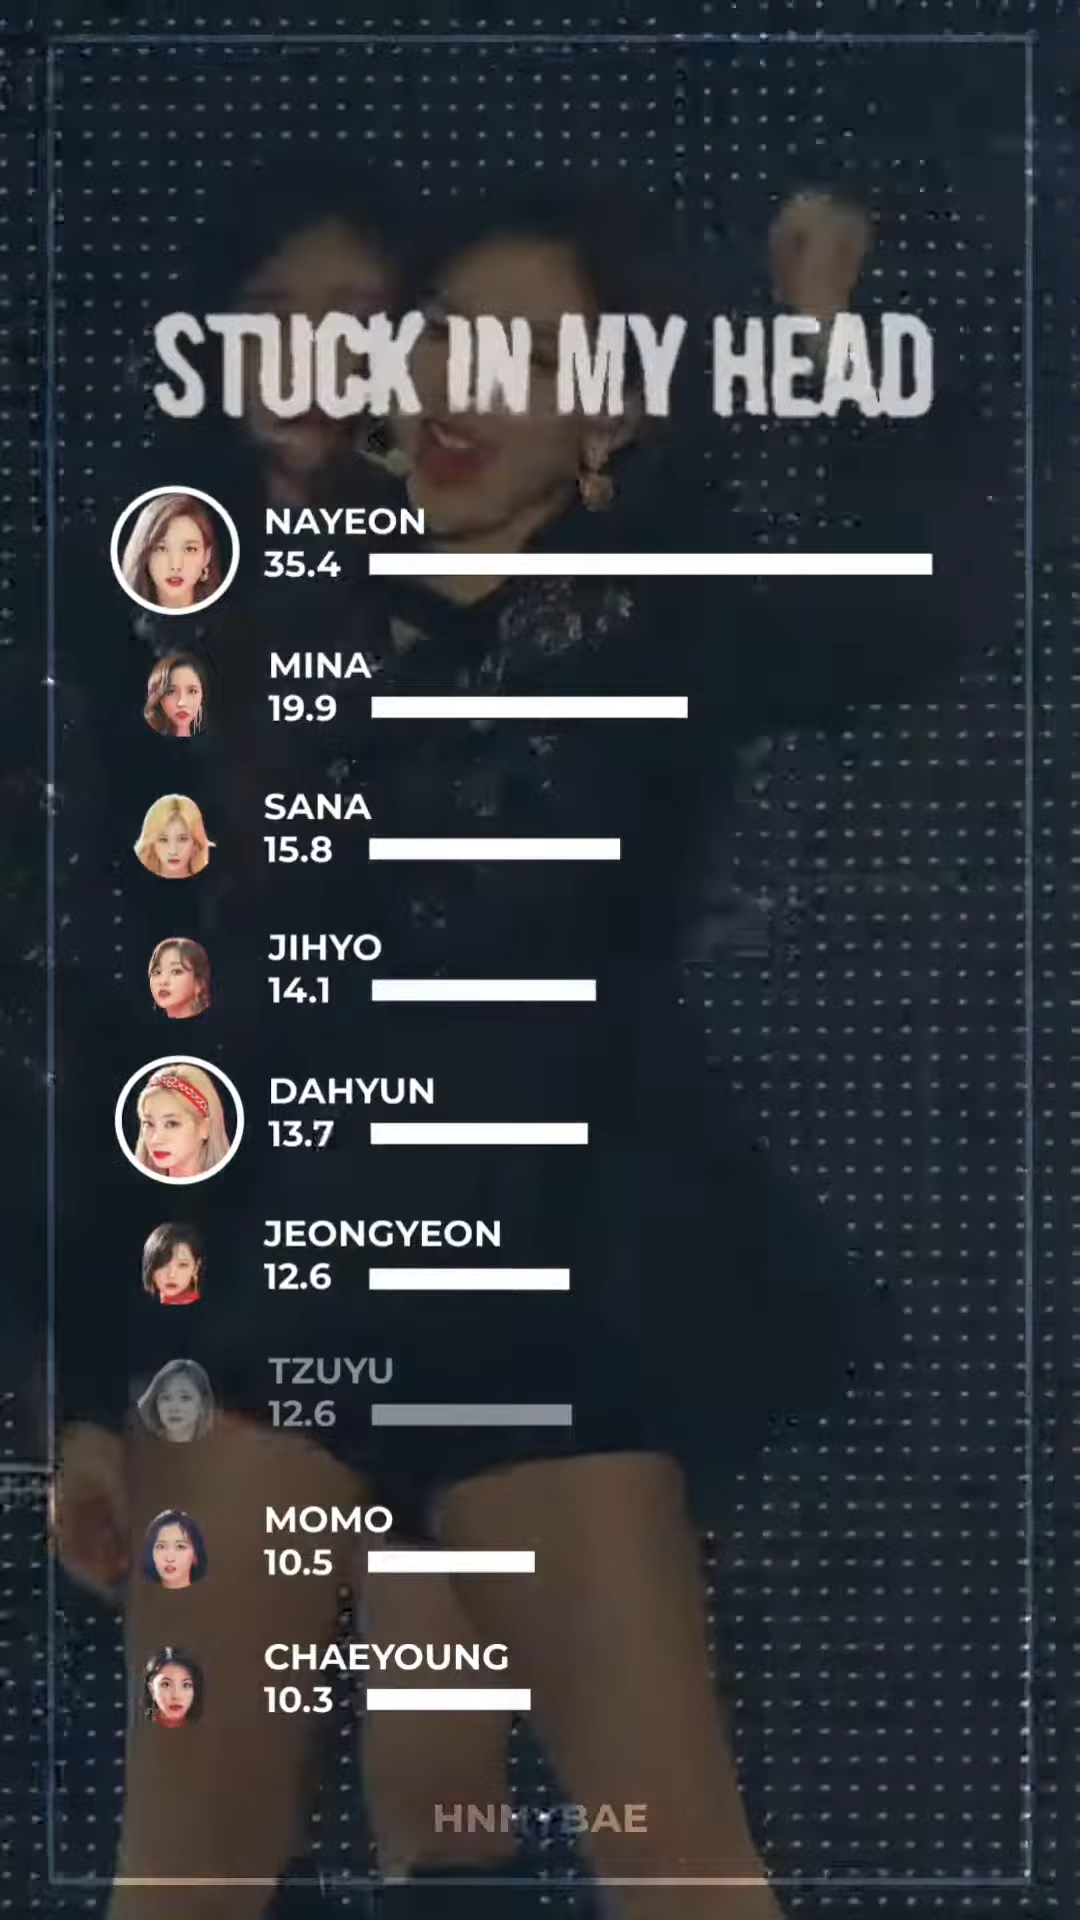 STUCK IN MY HEAD
NAYEON
35.4
MINA
19.9
SANA
15.8
JIHYO
14.1
DAHYUN
13.7
JEONGYEON
12.6
TZUYU
12.6
MOMO
10.5
CHAEYOUNG
10.3